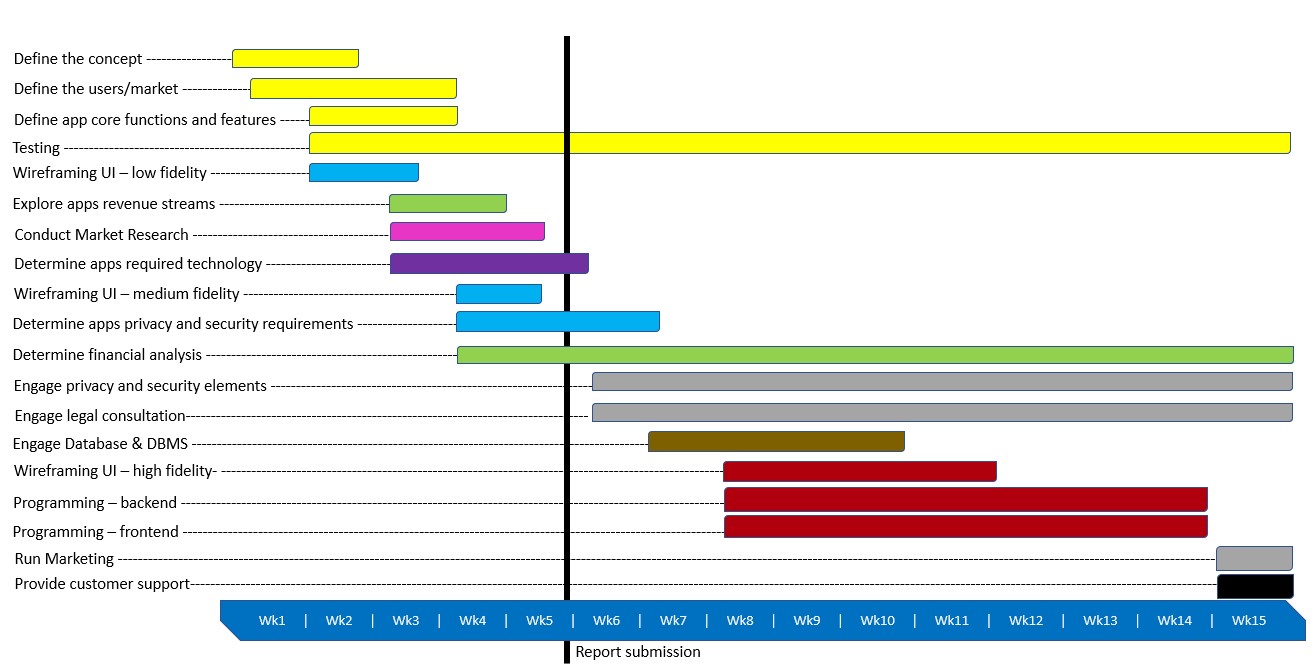 Define the concept -----------------
Define the users/market -------------
Define app core functions and features ------
Testing --------------------------------------------------
Wireframing UI – low fidelity --------------------
Explore apps revenue streams ----------------------------------
Conduct Market Research ---------------------------------------
Determine apps required technology -------------------------
Wireframing UI – medium fidelity -------------------------------------------
Determine apps privacy and security requirements --------------------
Determine financial analysis ---------------------------------------------------
Engage privacy and security elements -----------------------------------------------------------------
Engage legal consultation---------------------------------------------------------------------------------
Engage Database & DBMS ---------------------------------------------------------------------------------------------
Wireframing UI – high fidelity- -----------------------------------------------------------------------------------------------------
Programming – backend -------------------------------------------------------------------------------------------------------------
Programming – frontend -------------------------------------------------------------------------------------------------------------
Run Marketing ----------------------------------------------------------------------------------------------------------------------------------
Provide customer support----------------------------------------------------------------------------------------------------------------------
Wk1 | Wk2 | Wk3 | Wk4 | Wk5 | Wk6 | Wk7 | Wk8 | Wk9 | Wk10 | Wk11 | Wk12 | Wk13 | Wk14 | Wk15
Report submission